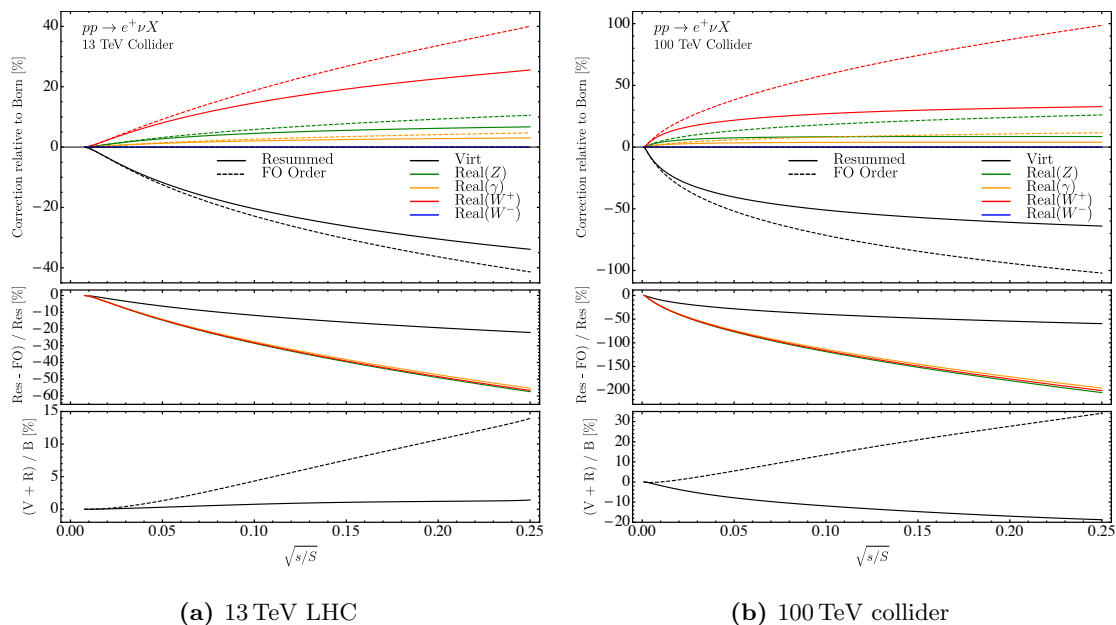 pp → e⁺νX
13 TeV Collider
Correction relative to Born [%]
40
20
0
−20
−40
Resummed
FO Order
Virt
Real(Z)
Real(γ)
Real(W⁺)
Real(W⁻)
Res - FO) / Res [%]
0
−10
−20
−30
−40
−50
−60
(V + R) / B [%]
15
10
5
0
0.00 0.05 0.10 0.15 0.20 0.25
√s/S
(a) 13 TeV LHC
pp → e⁺νX
100 TeV Collider
Correction relative to Born [%]
100
50
0
−50
−100
Resummed
FO Order
Virt
Real(Z)
Real(γ)
Real(W⁺)
Real(W⁻)
Res - FO) / Res [%]
0
−50
−100
−150
−200
(V + R) / B [%]
30
20
10
0
−10
−20
0.00 0.05 0.10 0.15 0.20 0.25
√s/S
(b) 100 TeV collider